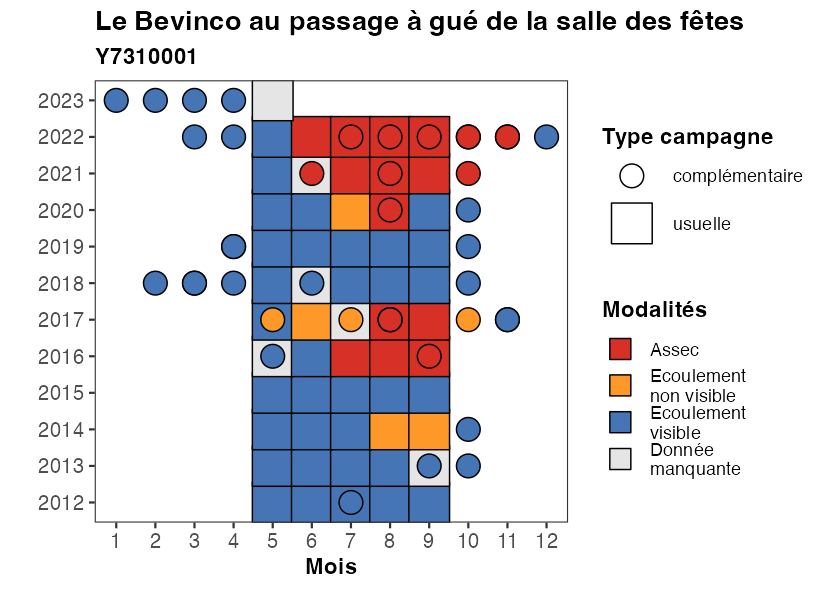 Le Bevinco au passage à gué de la salle des fêtes
Y7310001
2023
2022
2021
2020
2019
2018
2017
2016
2015
2014
2013
2012
1 2 3 4 5 6 7 8 9 10 11 12
Mois
Type campagne
complémentaire
usuelle
Modalités
Assec
Ecoulement
non visible
Ecoulement
visible
Donnée
manquante